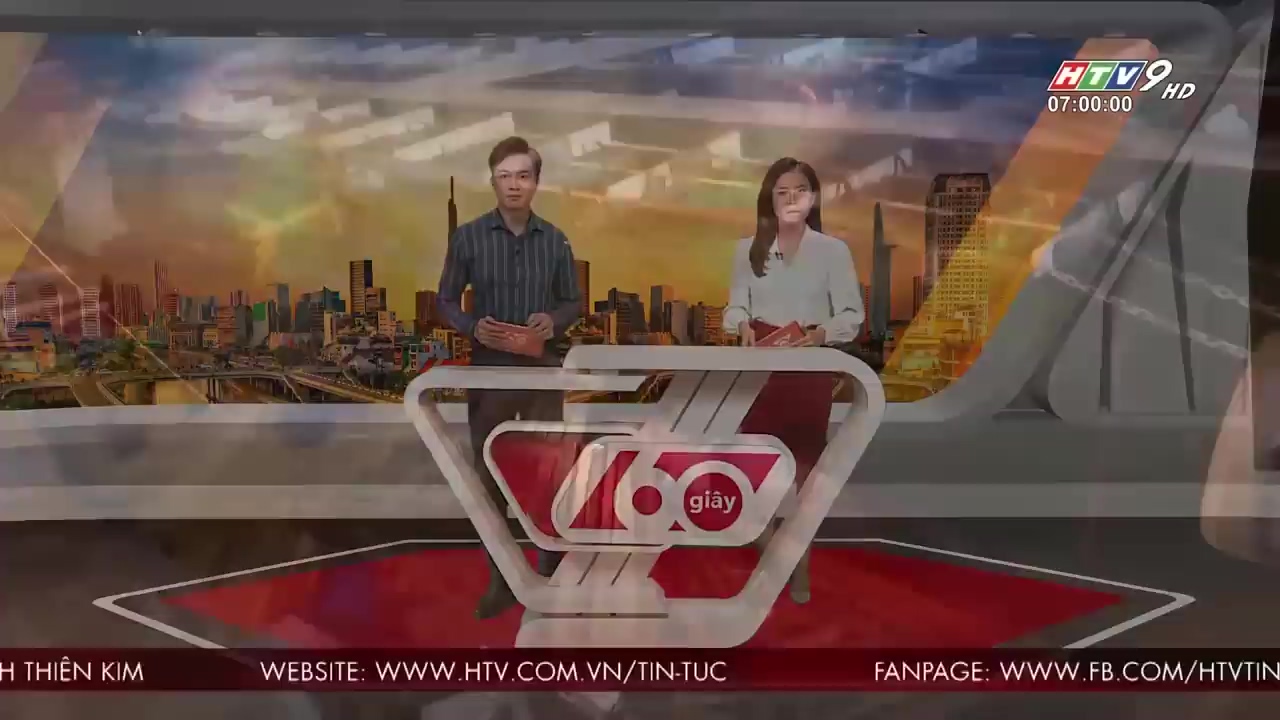 HTV9 HD
07:00:00
60 giây
H THIÊN KIM WEBSITE: WWW.HTV.COM.VN/TIN-TUC FANPAGE: WWW.FB.COM/HTVTIN